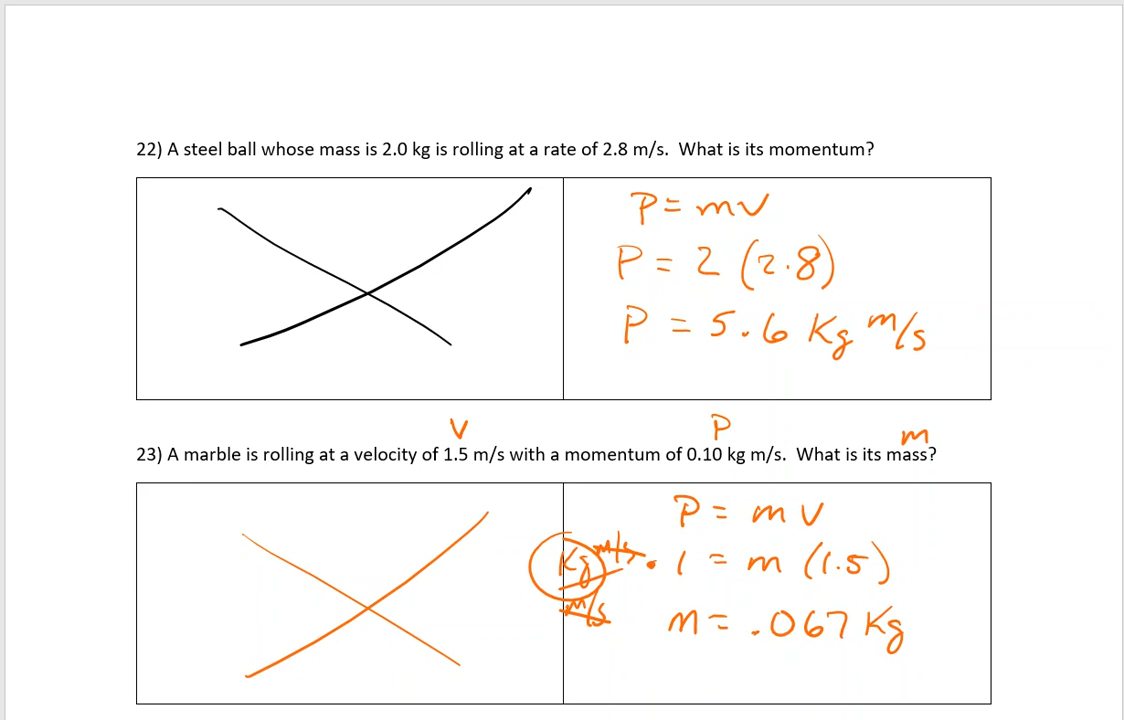 22) A steel ball whose mass is 2.0 kg is rolling at a rate of 2.8 m/s.  What is its momentum?
P = mv
P = 2 (2.8)
P = 5.6 Kg m/s
V P m
23) A marble is rolling at a velocity of 1.5 m/s with a momentum of 0.10 kg m/s.  What is its mass?
P = m v
Kg m/s .1 = m (1.5)
m/s
m = .067 Kg